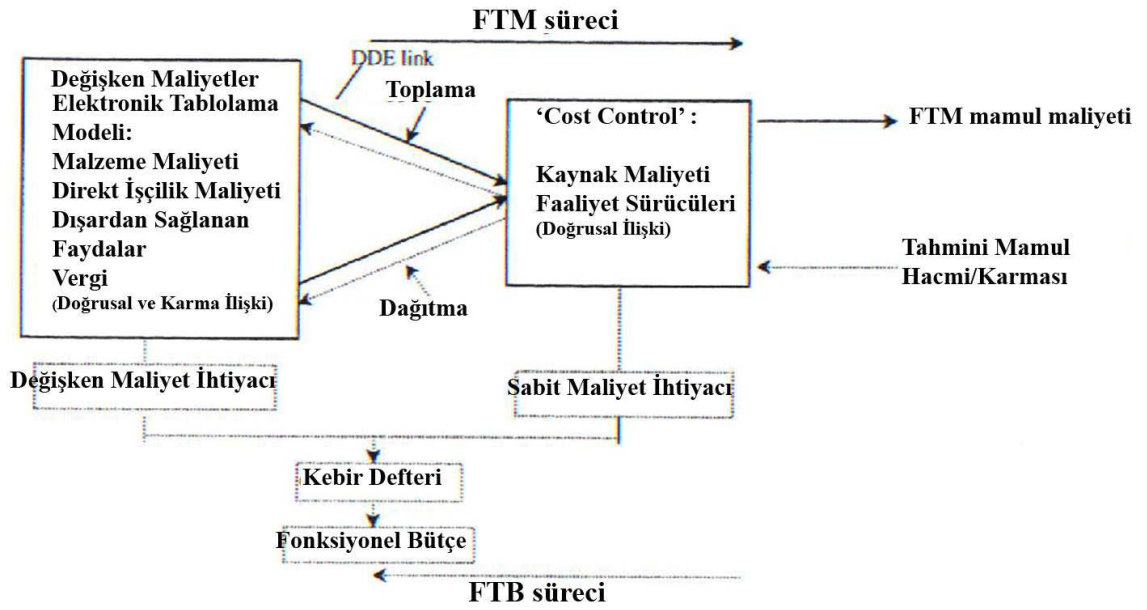 FTM süreci
DDE link
Toplama
Değişken Maliyetler
Elektronik Tablolama
Modeli:
Malzeme Maliyeti
Direkt İşçilik Maliyeti
Dışardan Sağlanan
Faydalar
Vergi
(Doğrusal ve Karma İlişki)
‘Cost Control’ :
Kaynak Maliyeti
Faaliyet Sürücüleri
(Doğrusal İlişki)
FTM mamul maliyeti
Tahmini Mamul
Hacmi/Karması
Dağıtma
Değişken Maliyet İhtiyacı
Sabit Maliyet İhtiyacı
Kebir Defteri
Fonksiyonel Bütçe
FTB süreci